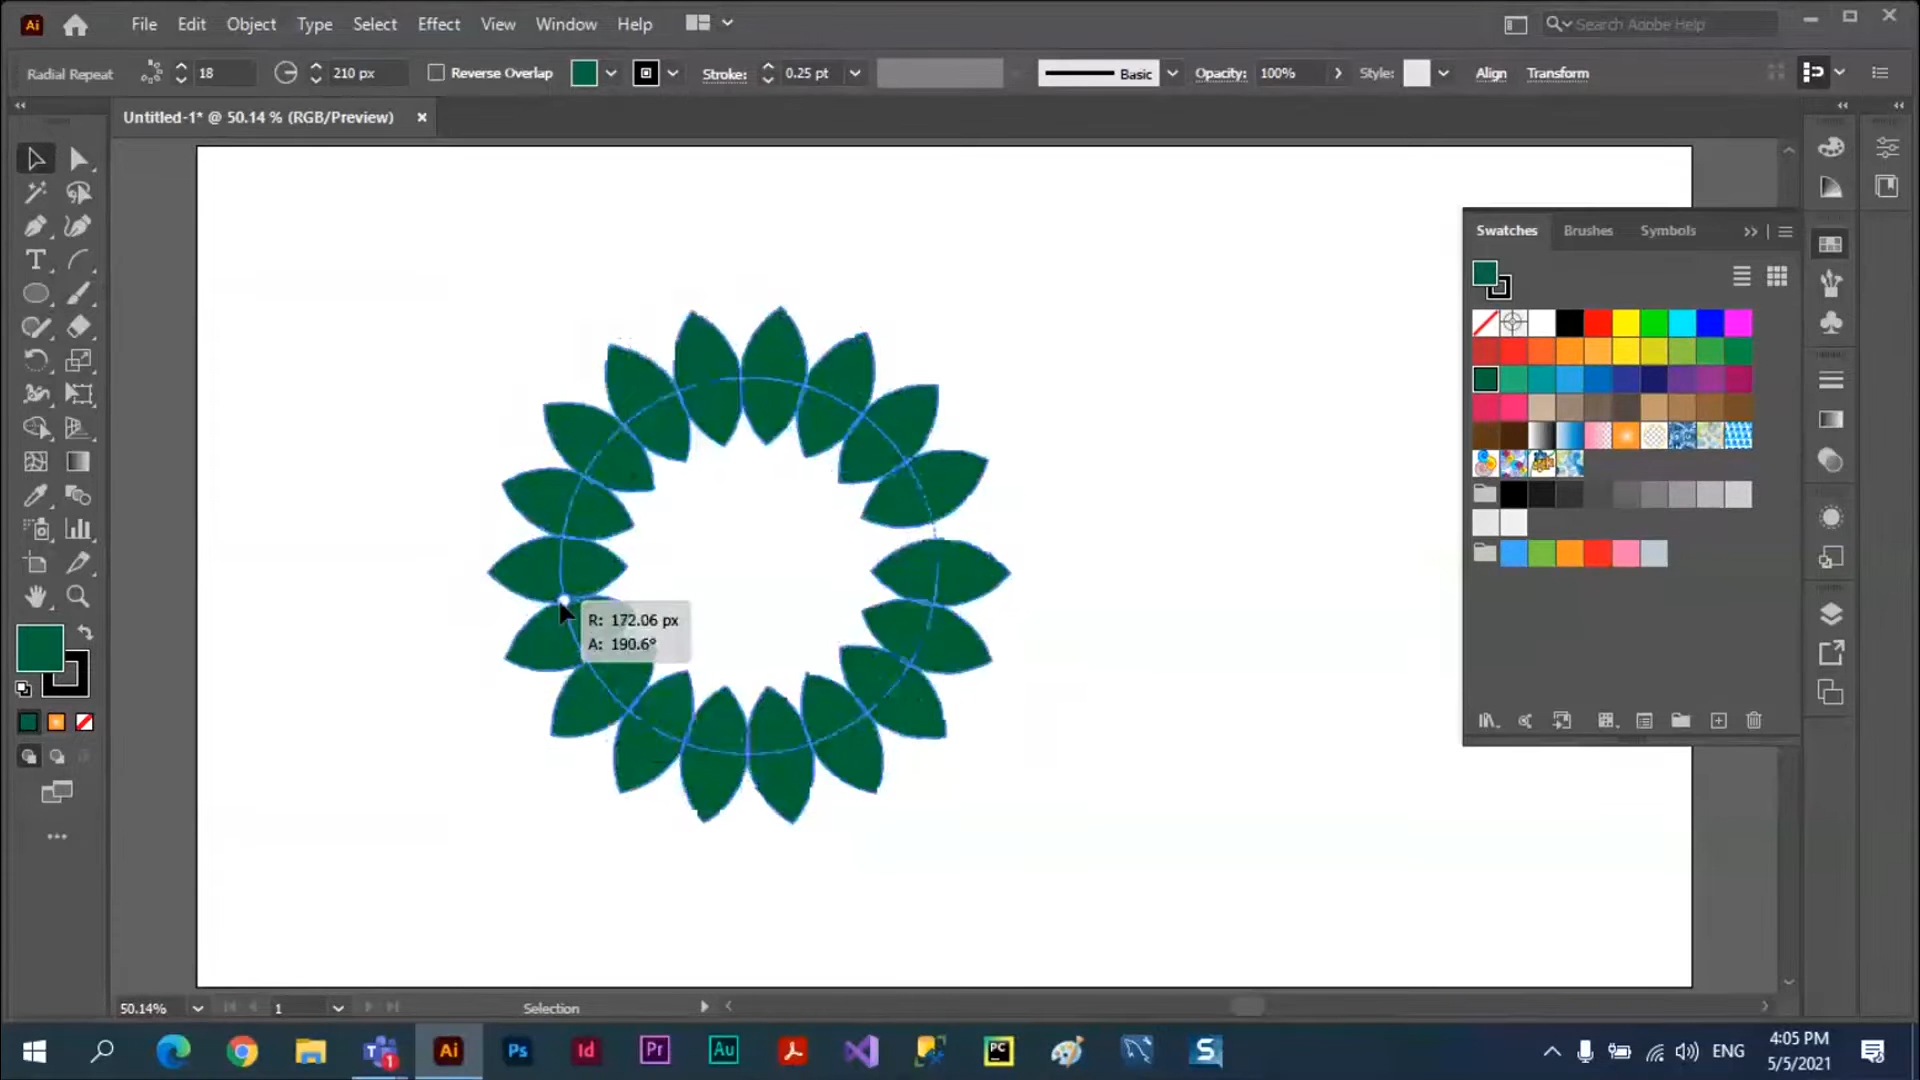 Ai File Edit Object Type Select Effect View Window Help Search Adobe Help
Radial Repeat 18 210 px Reverse Overlap Stroke: 0.25 pt Basic Opacity: 100% Style: Align Transform
Untitled-1* @ 50.14 % (RGB/Preview)
Swatches Brushes Symbols
T
R: 172.06 px
A: 190.6°
50.14% 1 Selection
1 Ai Ps Id Pr Au PC S ENG 4:05 PM
5/5/2021